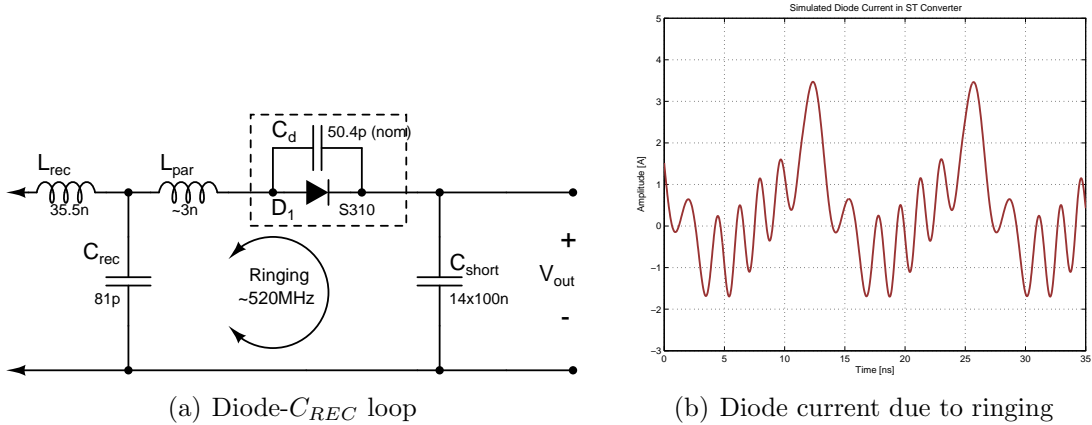 C_d
50.4p (nom)
L_rec
35.5n
L_par
~3n
D_1
S310
C_rec
81p
Ringing
~520MHz
C_short
14x100n
+
V_out
-
(a) Diode-C_REC loop
Simulated Diode Current in ST Converter
Amplitude [A]
5
4
3
2
1
0
−1
−2
−3
0
5
10
15
20
25
30
35
Time [ns]
(b) Diode current due to ringing